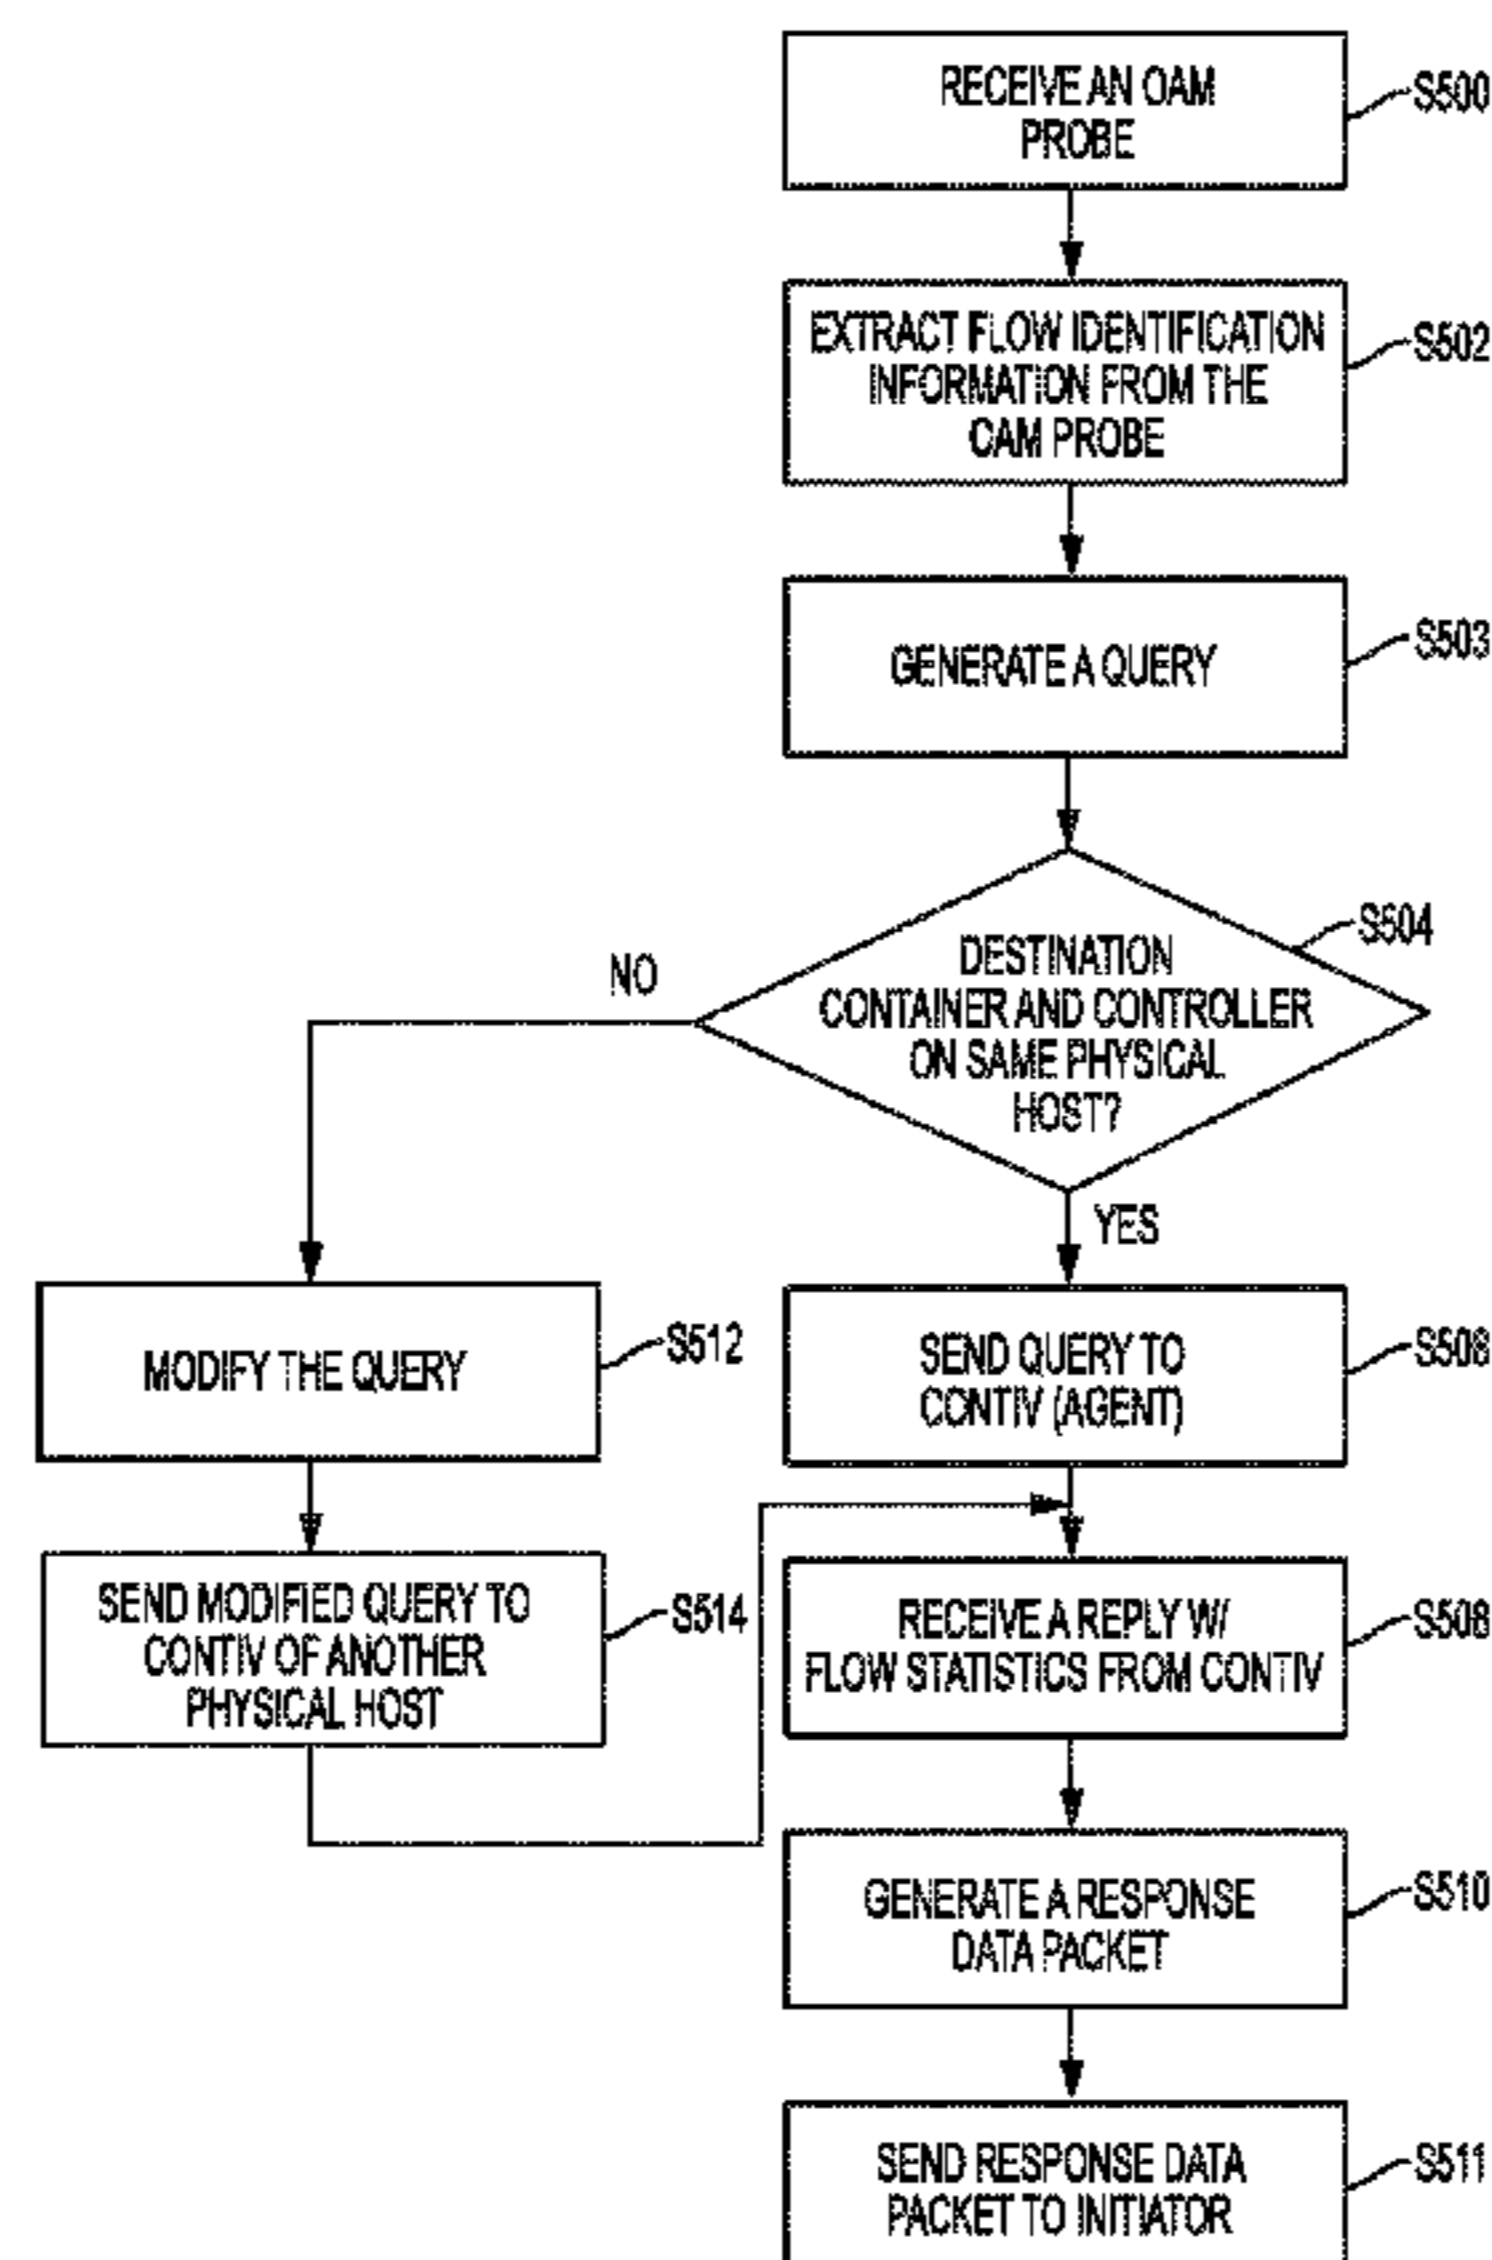 RECEIVE AN OAM
PROBE
S500
EXTRACT FLOW IDENTIFICATION
INFORMATION FROM THE
OAM PROBE
S502
GENERATE A QUERY
S503
DESTINATION
CONTAINER AND CONTROLLER
ON SAME PHYSICAL
HOST?
S504
NO
YES
MODIFY THE QUERY
S512
SEND QUERY TO
CONTIV (AGENT)
S508
SEND MODIFIED QUERY TO
CONTIV OF ANOTHER
PHYSICAL HOST
S514
RECEIVE A REPLY W/
FLOW STATISTICS FROM CONTIV
S508
GENERATE A RESPONSE
DATA PACKET
S510
SEND RESPONSE DATA
PACKET TO INITIATOR
S511